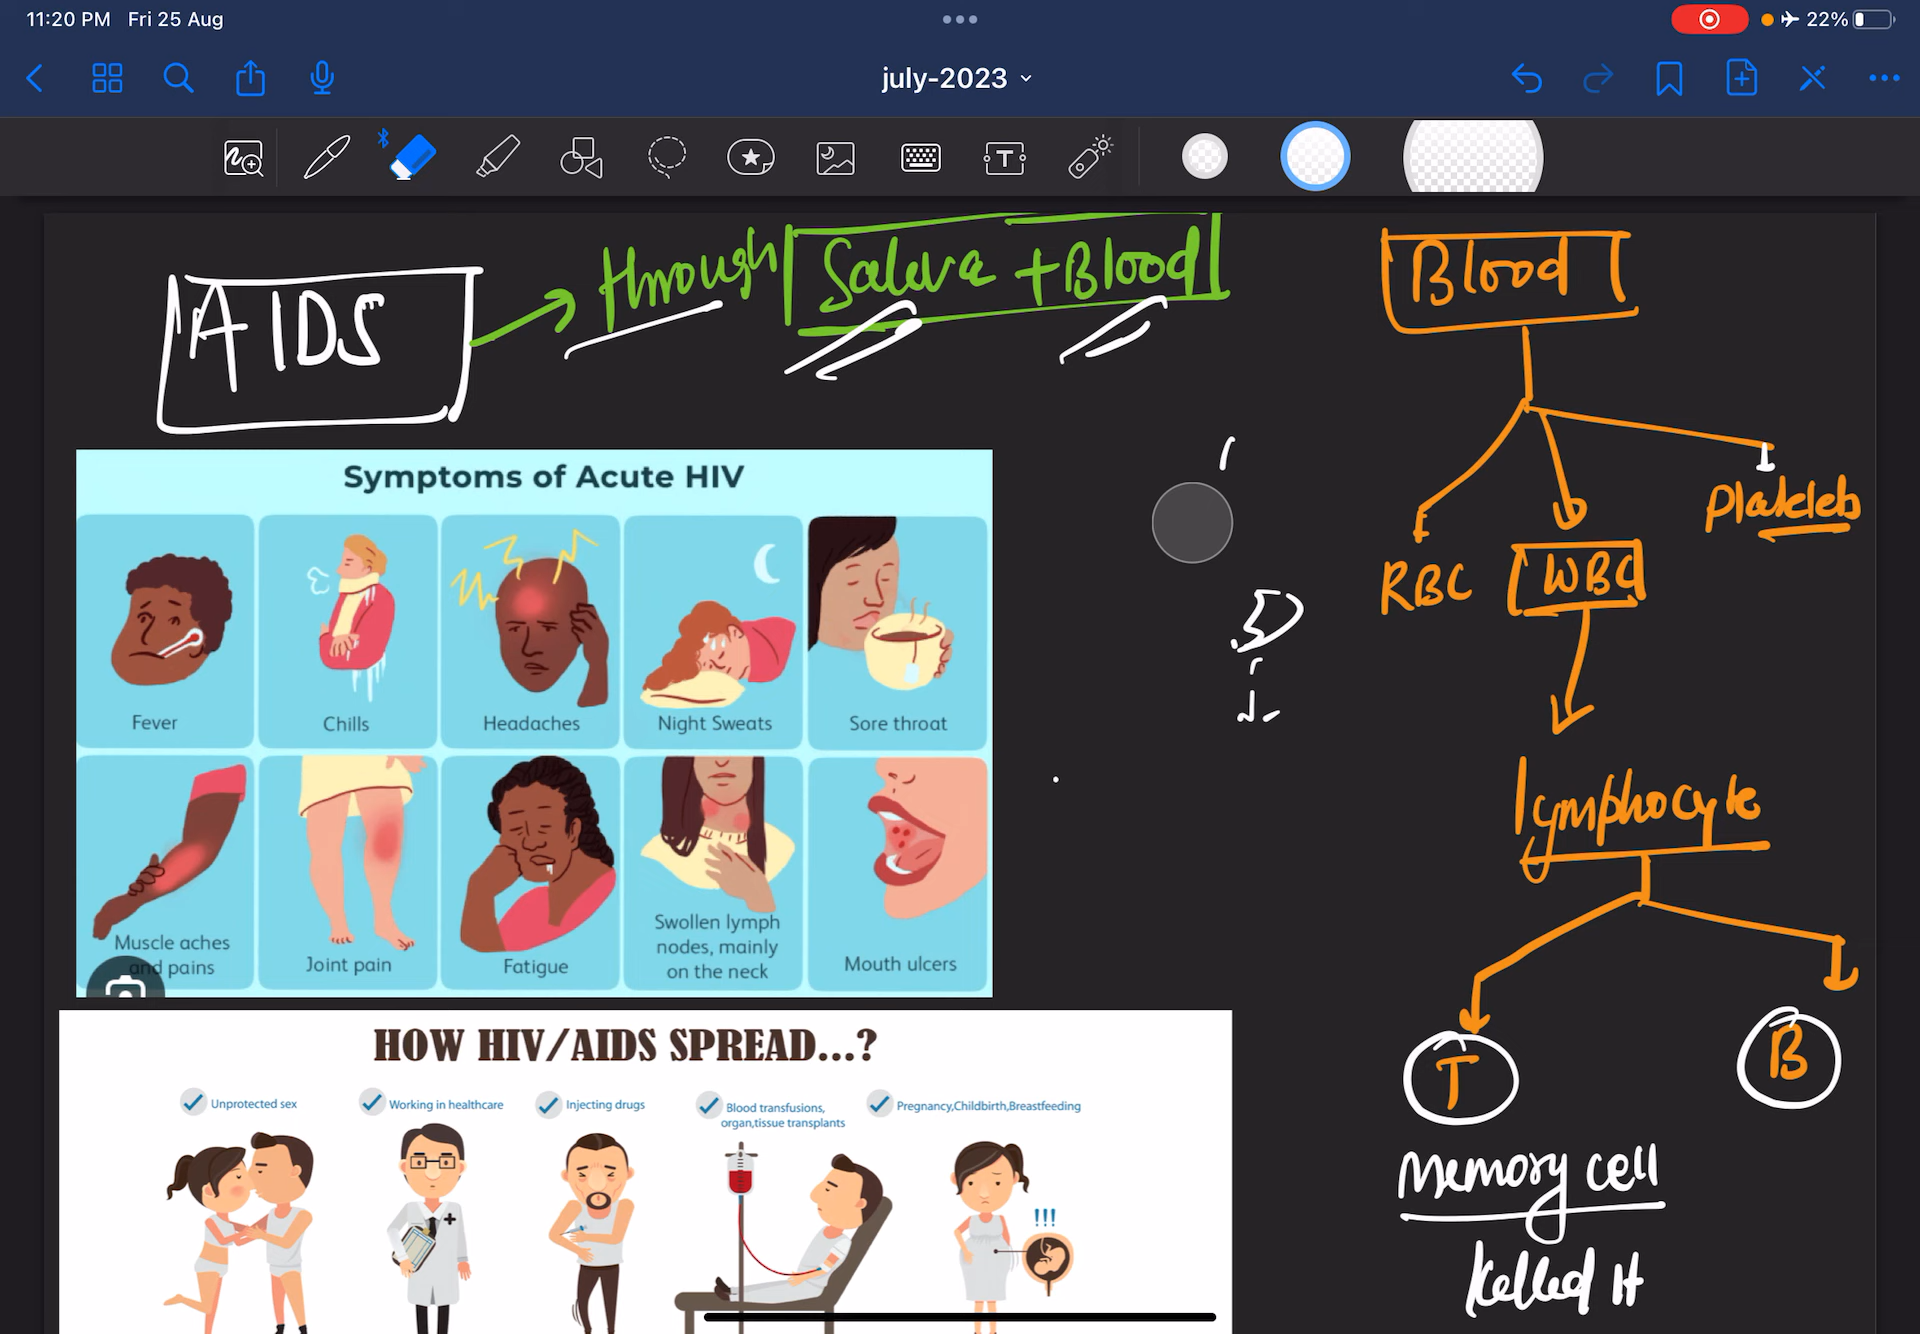 11:20 PM Fri 25 Aug
22%
july-2023
T
AIDS
through Saleva + Blood
Blood
RBC
WBC
Platelets
lymphocyte
T
B
Memory cell
killed it
Symptoms of Acute HIV
Fever
Chills
Headaches
Night Sweats
Sore throat
Muscle aches
and pains
Joint pain
Fatigue
Swollen lymph
nodes, mainly
on the neck
Mouth ulcers
HOW HIV/AIDS SPREAD...?
Unprotected sex
Working in healthcare
Injecting drugs
Blood transfusions,
organ,tissue transplants
Pregnancy,Childbirth,Breastfeeding
!!!